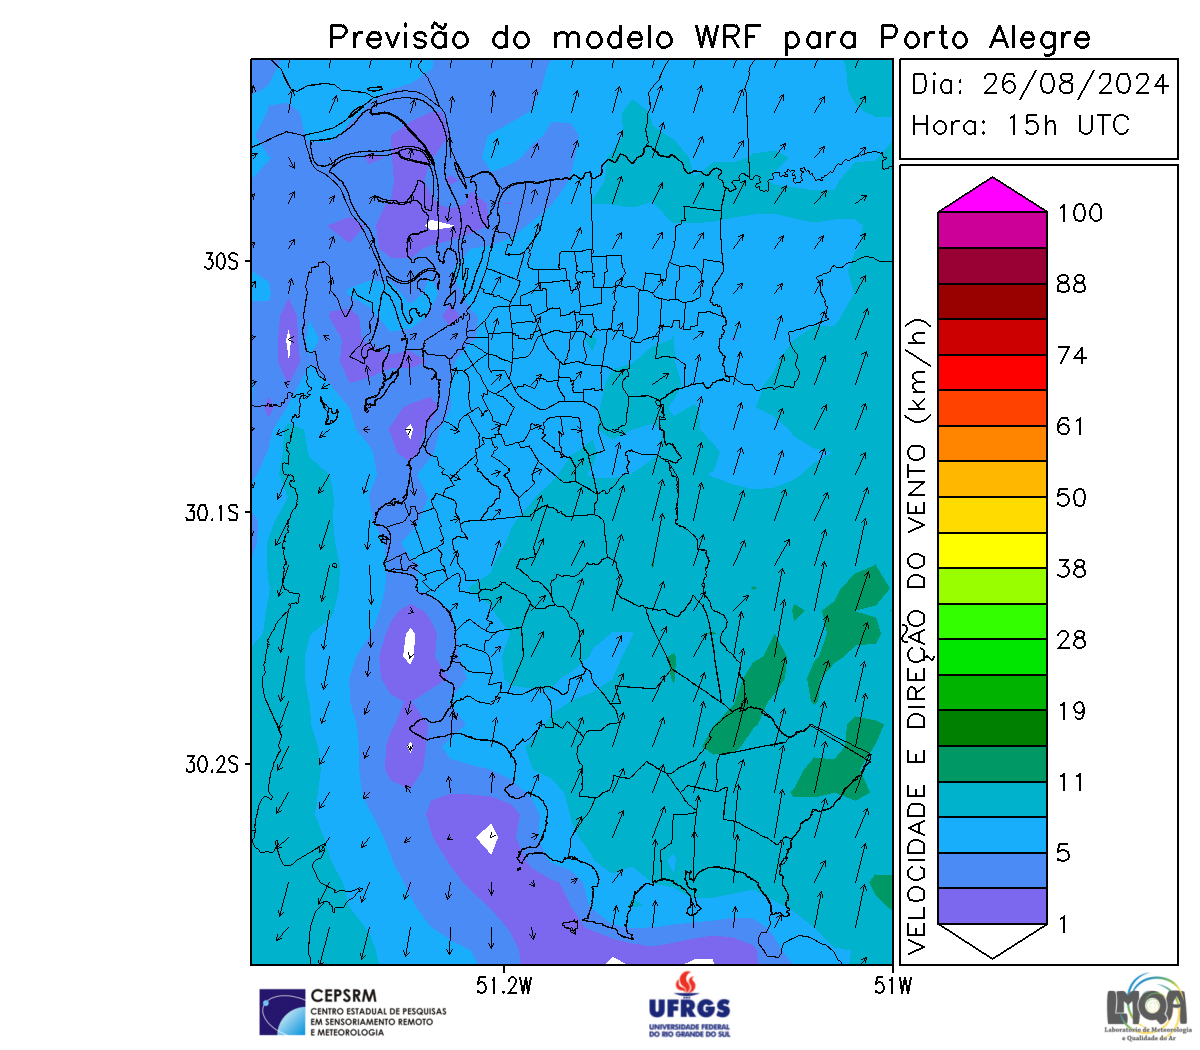 Previsão do modelo WRF para Porto Alegre
Dia: 26/08/2024
Hora: 15h UTC
VELOCIDADE E DIREÇÃO DO VENTO (km/h)
100
88
74
61
50
38
28
19
11
5
1
30S
30.1S
30.2S
51.2W
51W
CEPSRM
CENTRO ESTADUAL DE PESQUISAS
EM SENSORIAMENTO REMOTO
E METEOROLOGIA
UFRGS
UNIVERSIDADE FEDERAL
DO RIO GRANDE DO SUL
LMQA
Laboratório de Meteorologia
e Qualidade do Ar